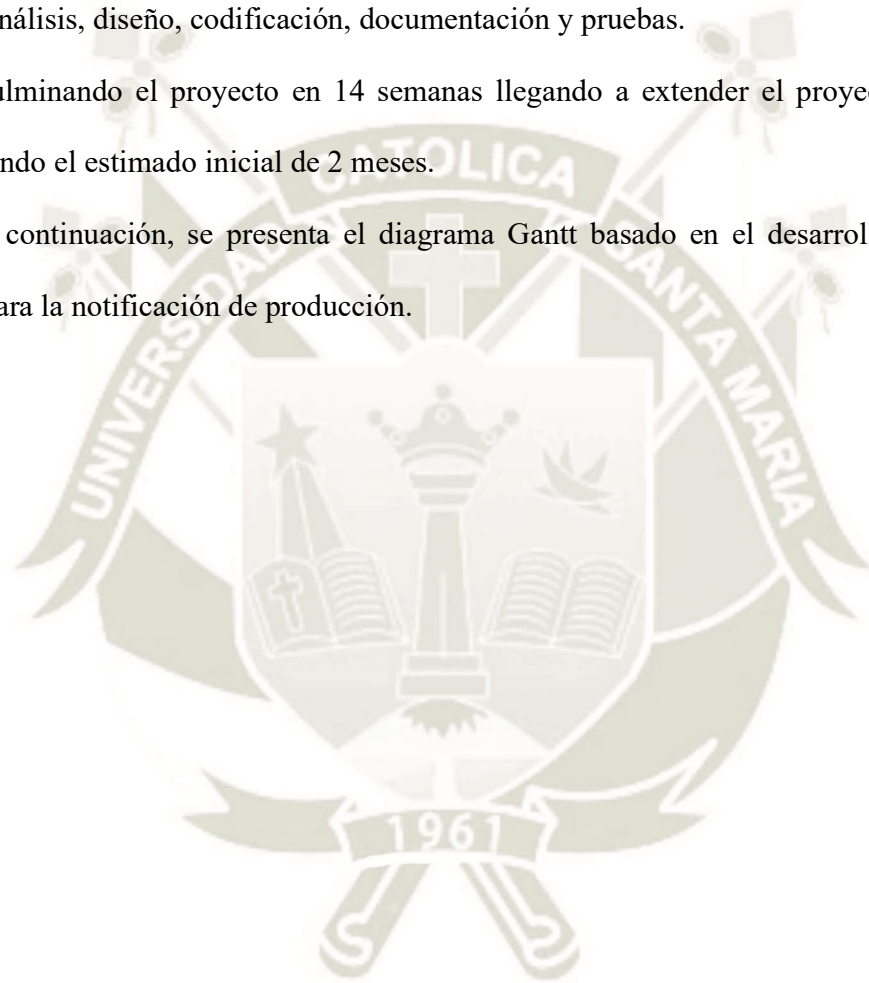 nálisis, diseño, codificación, documentación y pruebas.
ulminando el proyecto en 14 semanas llegando a extender el proye
ndo el estimado inicial de 2 meses.
continuación, se presenta el diagrama Gantt basado en el desarrol
ara la notificación de producción.
UNIVERSIDAD CATOLICA SANTA MARIA
1961